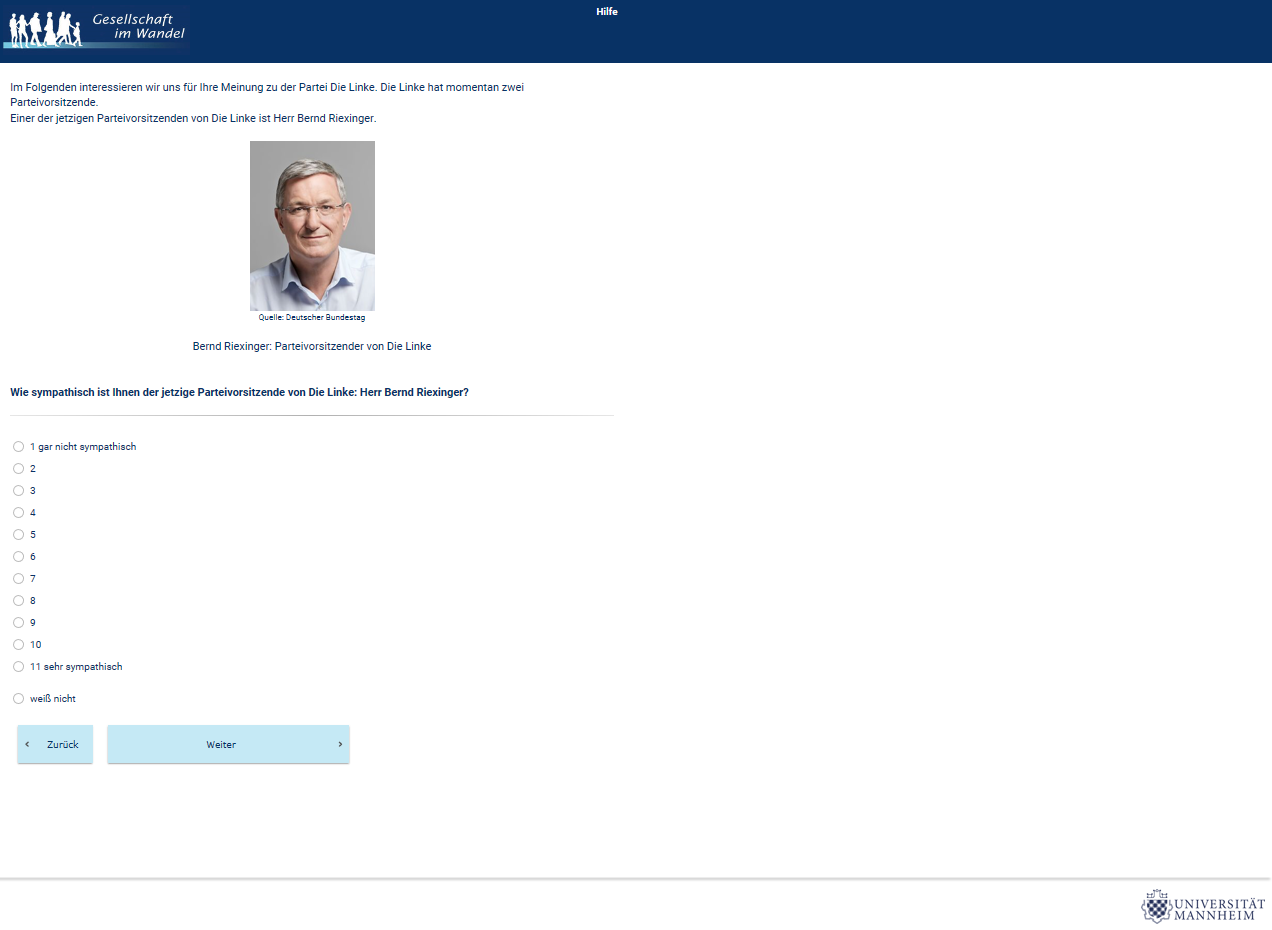 Gesellschaft
im Wandel
Hilfe
Im Folgenden interessieren wir uns für Ihre Meinung zu der Partei Die Linke. Die Linke hat momentan zwei
Parteivorsitzende.
Einer der jetzigen Parteivorsitzenden von Die Linke ist Herr Bernd Riexinger.
Quelle: Deutscher Bundestag
Bernd Riexinger: Parteivorsitzender von Die Linke
Wie sympathisch ist Ihnen der jetzige Parteivorsitzende von Die Linke: Herr Bernd Riexinger?
1 gar nicht sympathisch
2
3
4
5
6
7
8
9
10
11 sehr sympathisch
weiß nicht
‹ Zurück
Weiter ›
UNIVERSITÄT
MANNHEIM